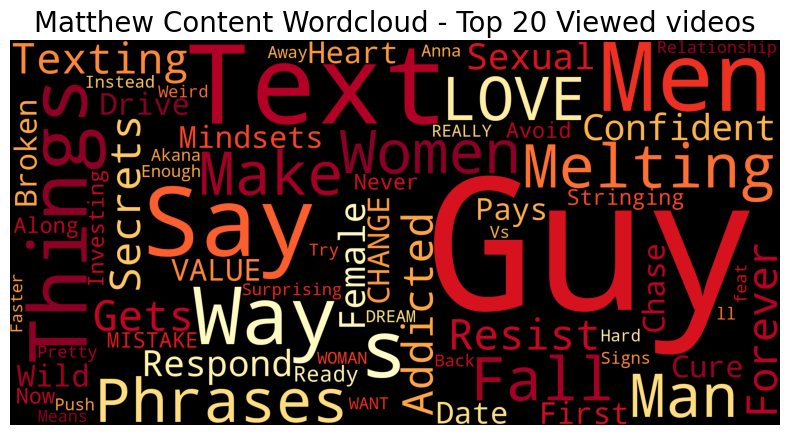 Matthew Content Wordcloud - Top 20 Viewed videos
Texting
Away
Heart
Anna
Sexual
Men
Relationship
Instead
Weird
Text
LOVE
Drive
Broken
Things
Secrets
Mindsets
REALLY
Avoid
Confident
Akana
Enough
Make
Women
Never
Melting
Stringing
Along
Investing
Say
Try
Female
CHANGE
Addicted
Guy
Pays
Vs
Chase
feat
Forever
VALUE
Surprising
Faster
Gets
Way
s
DREAM
MISTAKE
Resist
Hard
ll
Pretty
Respond
WOMAN
Ready
Back
Fall
Signs
Cure
Wild
Now
Push
Means
Phrases
WANT
Date
First
Man